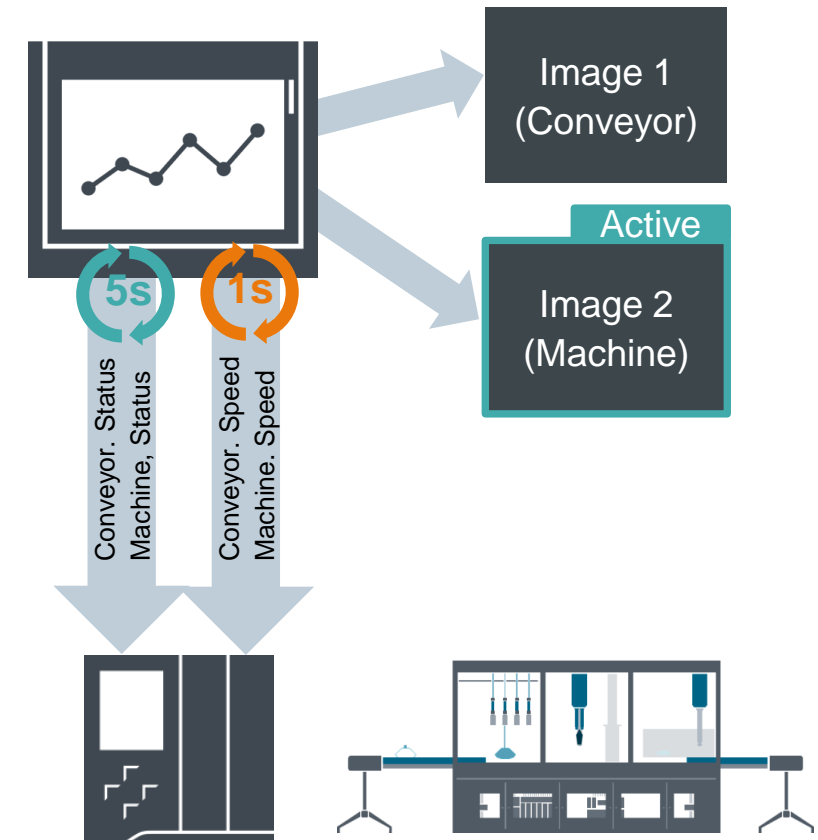 Image 1
(Conveyor)
Active
Image 2
(Machine)
5s
1s
Conveyor. Status
Machine, Status
Conveyor. Speed
Machine. Speed